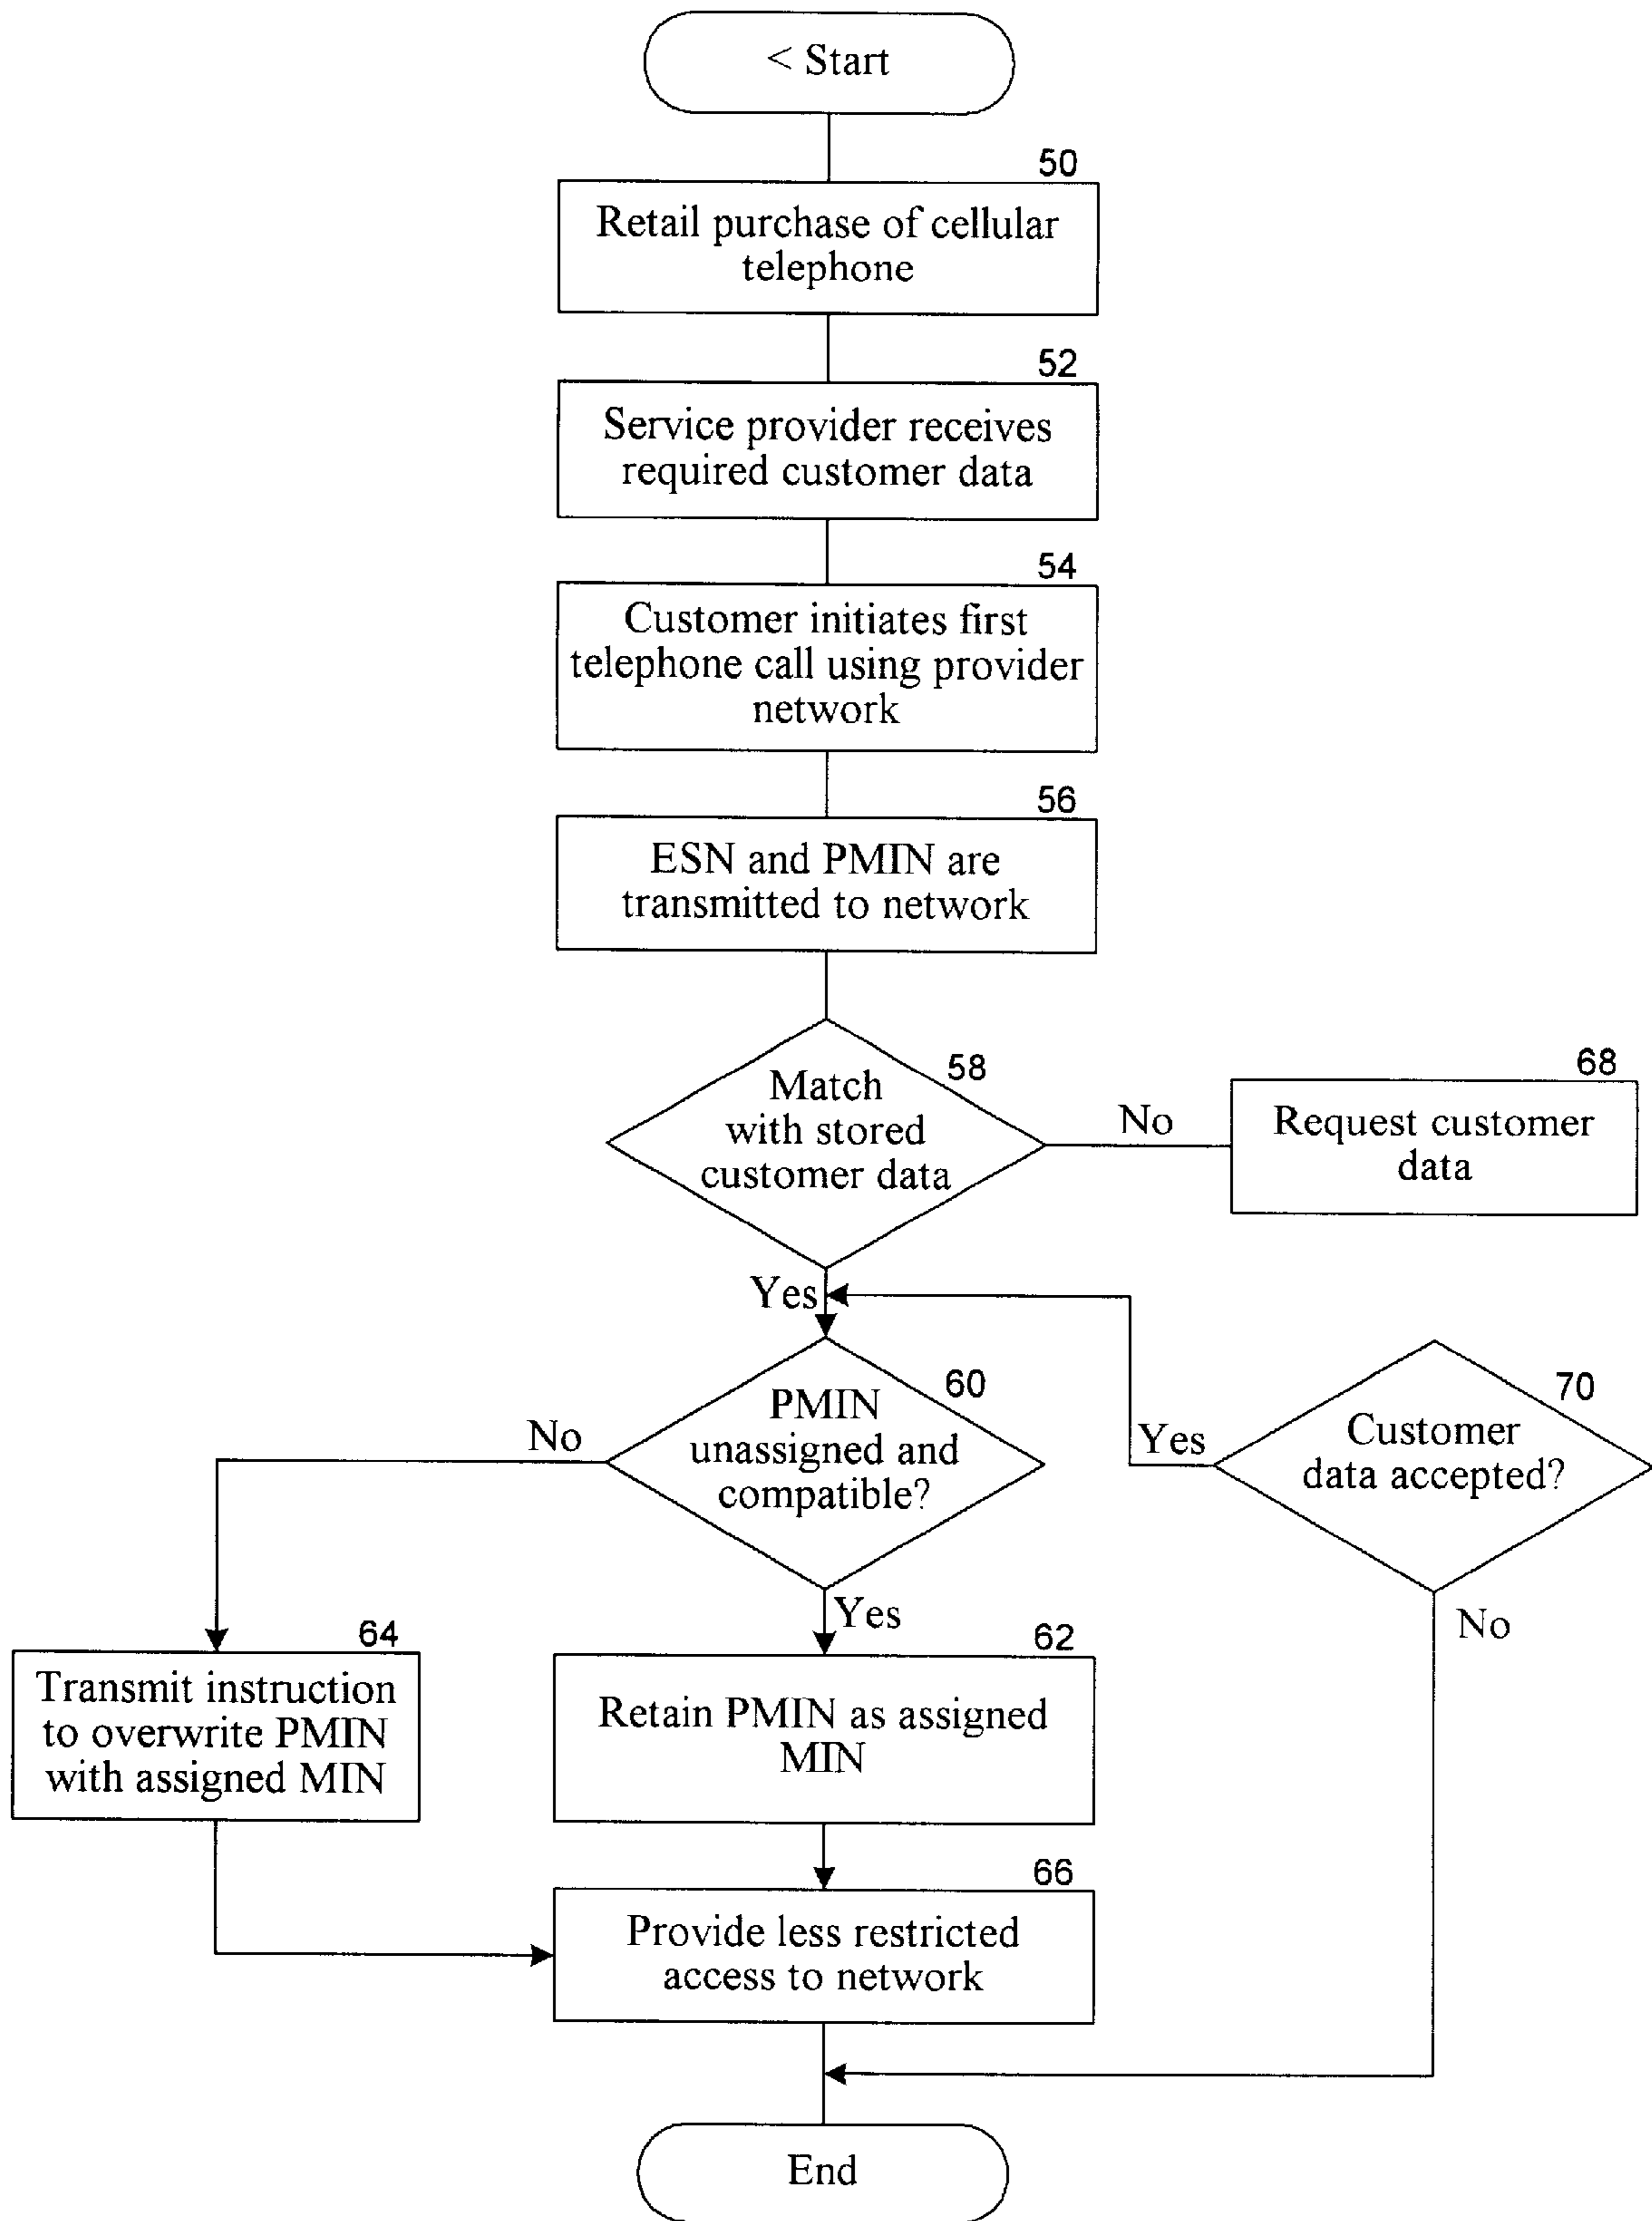 < Start
50
Retail purchase of cellular
telephone
52
Service provider receives
required customer data
54
Customer initiates first
telephone call using provider
network
56
ESN and PMIN are
transmitted to network
58
Match
with stored
customer data
No
68
Request customer
data
Yes
60
PMIN
unassigned and
compatible?
No
70
Customer
data accepted?
Yes
Yes
No
64
Transmit instruction
to overwrite PMIN
with assigned MIN
62
Retain PMIN as assigned
MIN
66
Provide less restricted
access to network
End